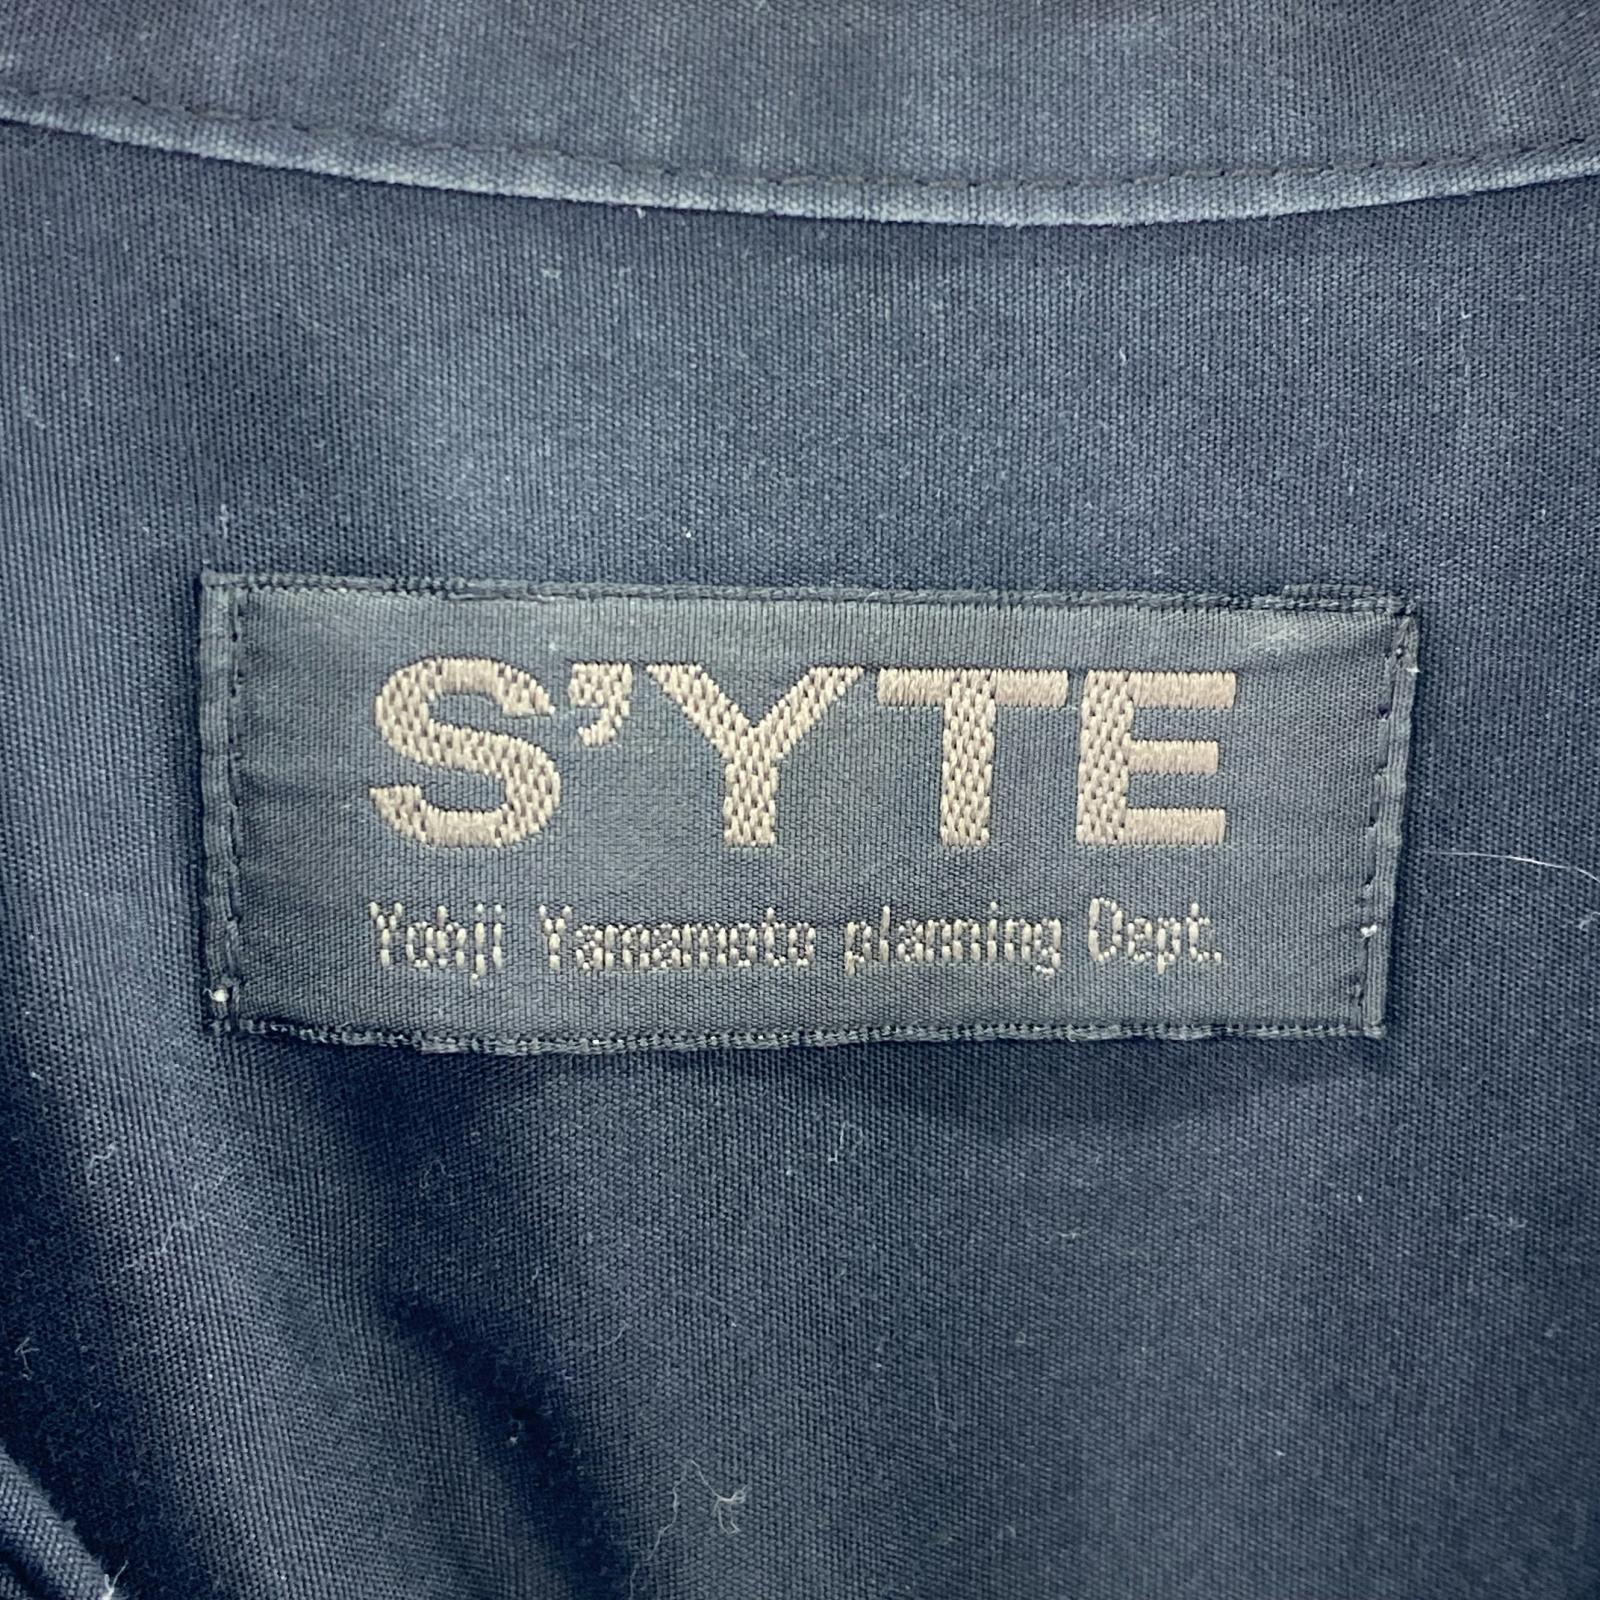 S’YTE
Yohji Yamamoto planning Dept.